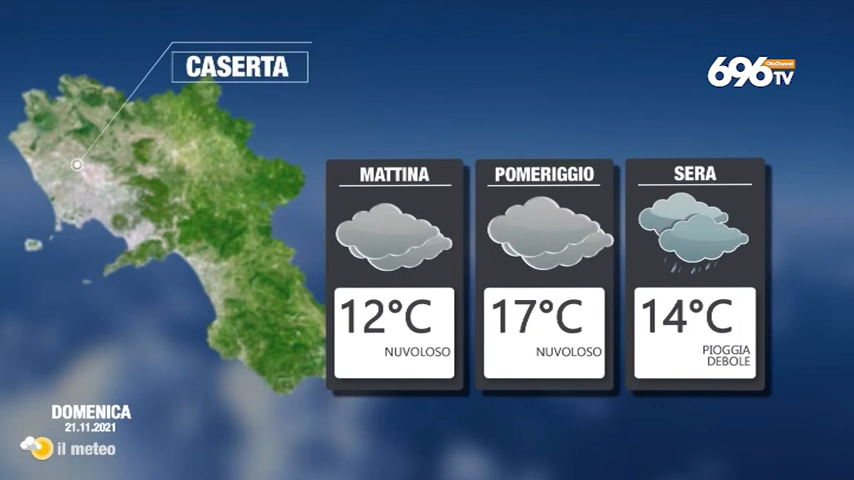 CASERTA
696 TV
OttoChannel
MATTINA
12°C
NUVOLOSO
POMERIGGIO
17°C
NUVOLOSO
SERA
14°C
PIOGGIA
DEBOLE
DOMENICA
21.11.2021
il meteo